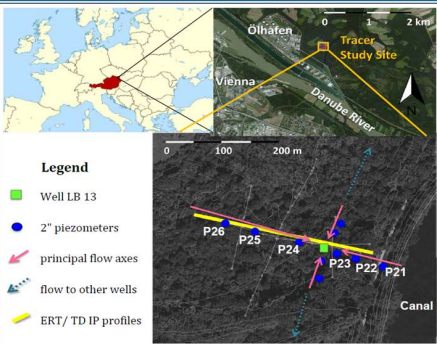 0 1 2 km
Ölhafen
Tracer
Study Site
Vienna
Danube River
N
0 100 200 m
Legend
Well LB 13
2" piezometers
principal flow axes
flow to other wells
ERT/ TD IP profiles
P26
P25
P24
P23
P22
P21
Canal